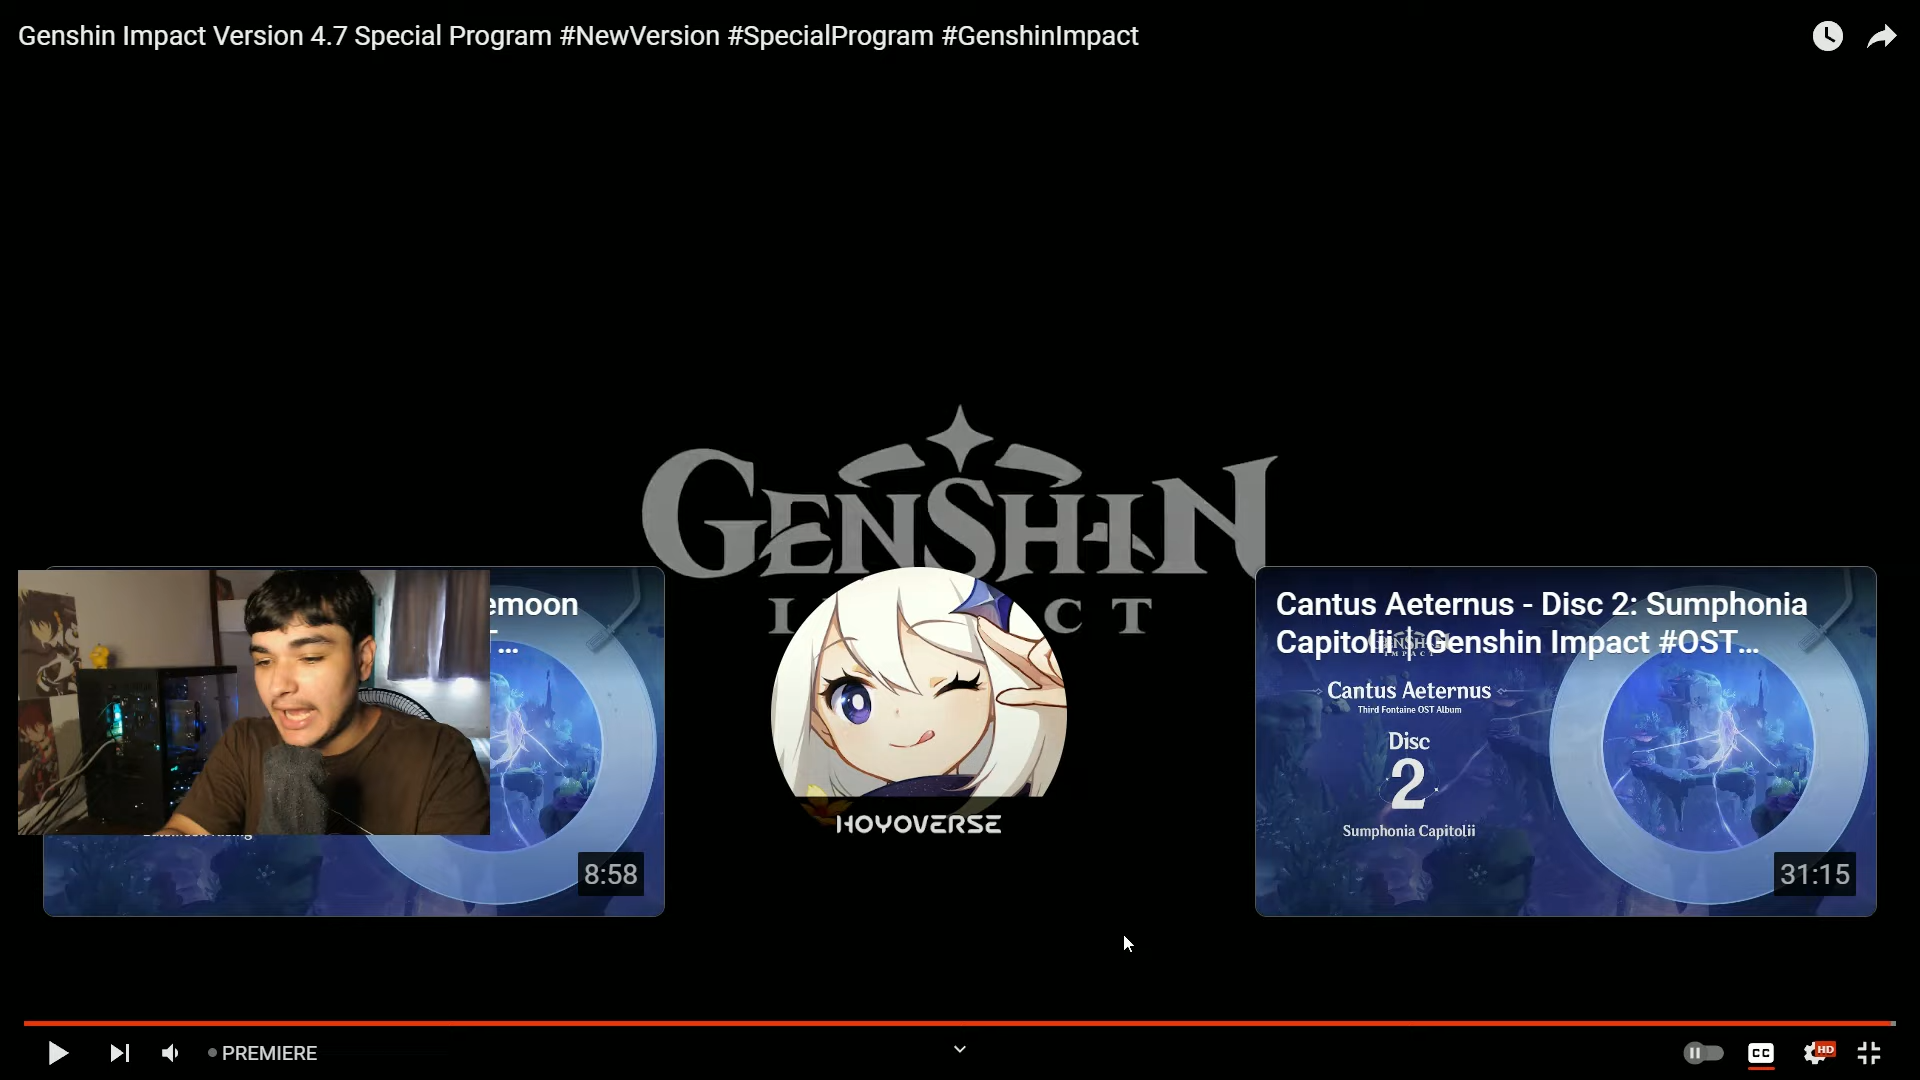 Genshin Impact Version 4.7 Special Program #NewVersion #SpecialProgram #GenshinImpact
GENSHIN
I CT
emoon
...
8:58
HOYOVERSE
Cantus Aeternus - Disc 2: Sumphonia
Capitolii | Genshin Impact #OST...
GENSHIN
IMPACT
Cantus Aeternus
Third Fontaine OST Album
Disc
2
Sumphonia Capitolii
31:15
PREMIERE
CC
HD